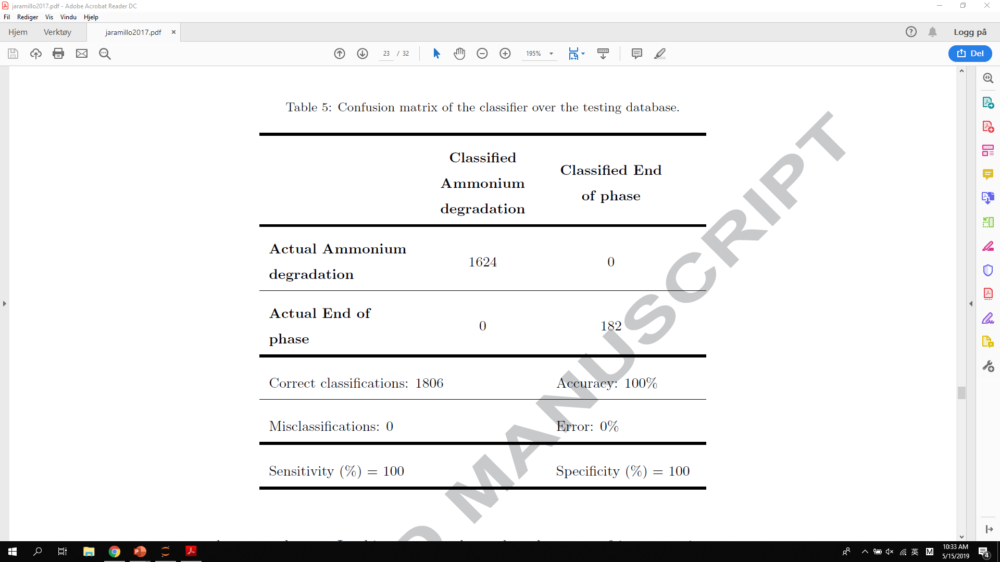 jaramillo2017.pdf - Adobe Acrobat Reader DC
Fil Rediger Vis Vindu Hjelp
Hjem Verktøy jaramillo2017.pdf × Logg på
23 / 32 195% Del
Table 5: Confusion matrix of the classifier over the testing database.
Classified
Ammonium
degradation
Classified End
of phase
Actual Ammonium
degradation
1624 0
Actual End of
phase
0 182
Correct classifications: 1806 Accuracy: 100%
Misclassifications: 0 Error: 0%
Sensitivity (%) = 100 Specificity (%) = 100
D MANUSCRIPT
英 M 10:33 AM
5/15/2019
4